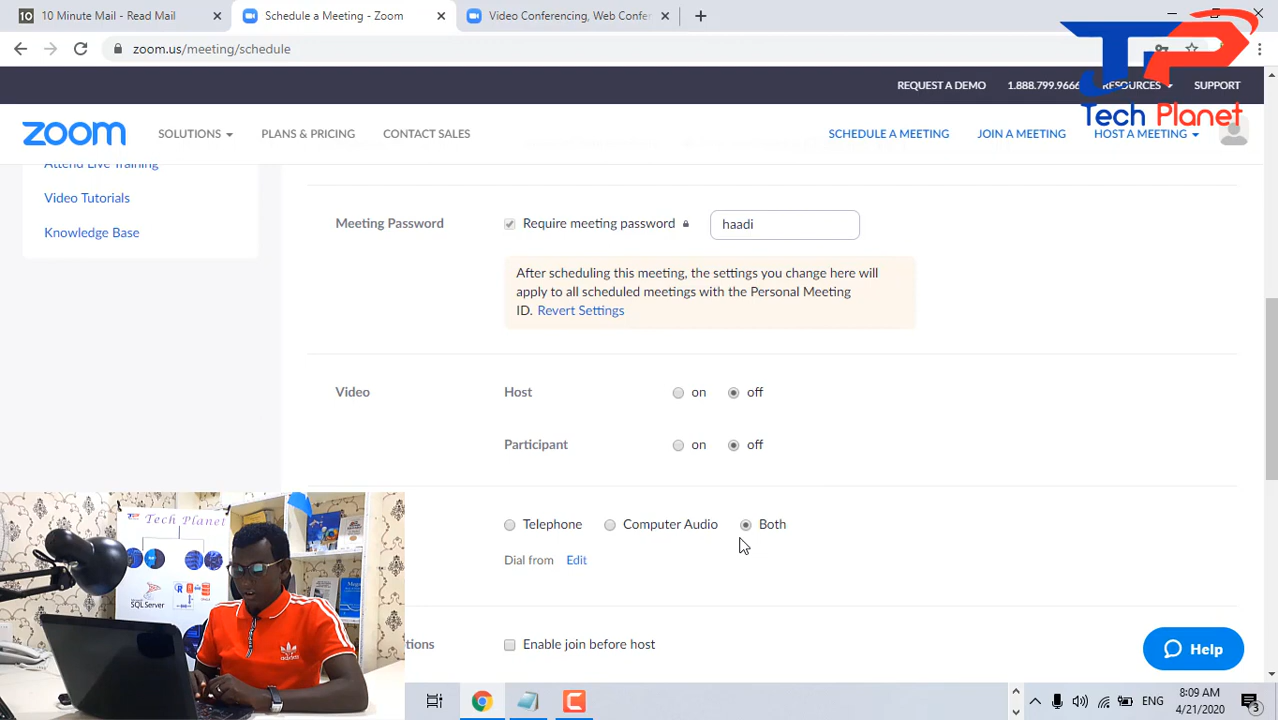 10 Minute Mail - Read Mail
Schedule a Meeting - Zoom
Video Conferencing, Web Confer
zoom.us/meeting/schedule
REQUEST A DEMO
1.888.799.9666
RESOURCES
SUPPORT
Tech Planet
zoom
SOLUTIONS
PLANS & PRICING
CONTACT SALES
SCHEDULE A MEETING
JOIN A MEETING
HOST A MEETING
Attend Live Training
Video Tutorials
Knowledge Base
Meeting Password
Require meeting password
haadi
After scheduling this meeting, the settings you change here will
apply to all scheduled meetings with the Personal Meeting
ID. Revert Settings
Video
Host
on
off
Participant
on
off
Telephone
Computer Audio
Both
Dial from
Edit
tions
Enable join before host
Help
Tech Planet
SQL Server
adidas
ENG
8:09 AM
4/21/2020
3